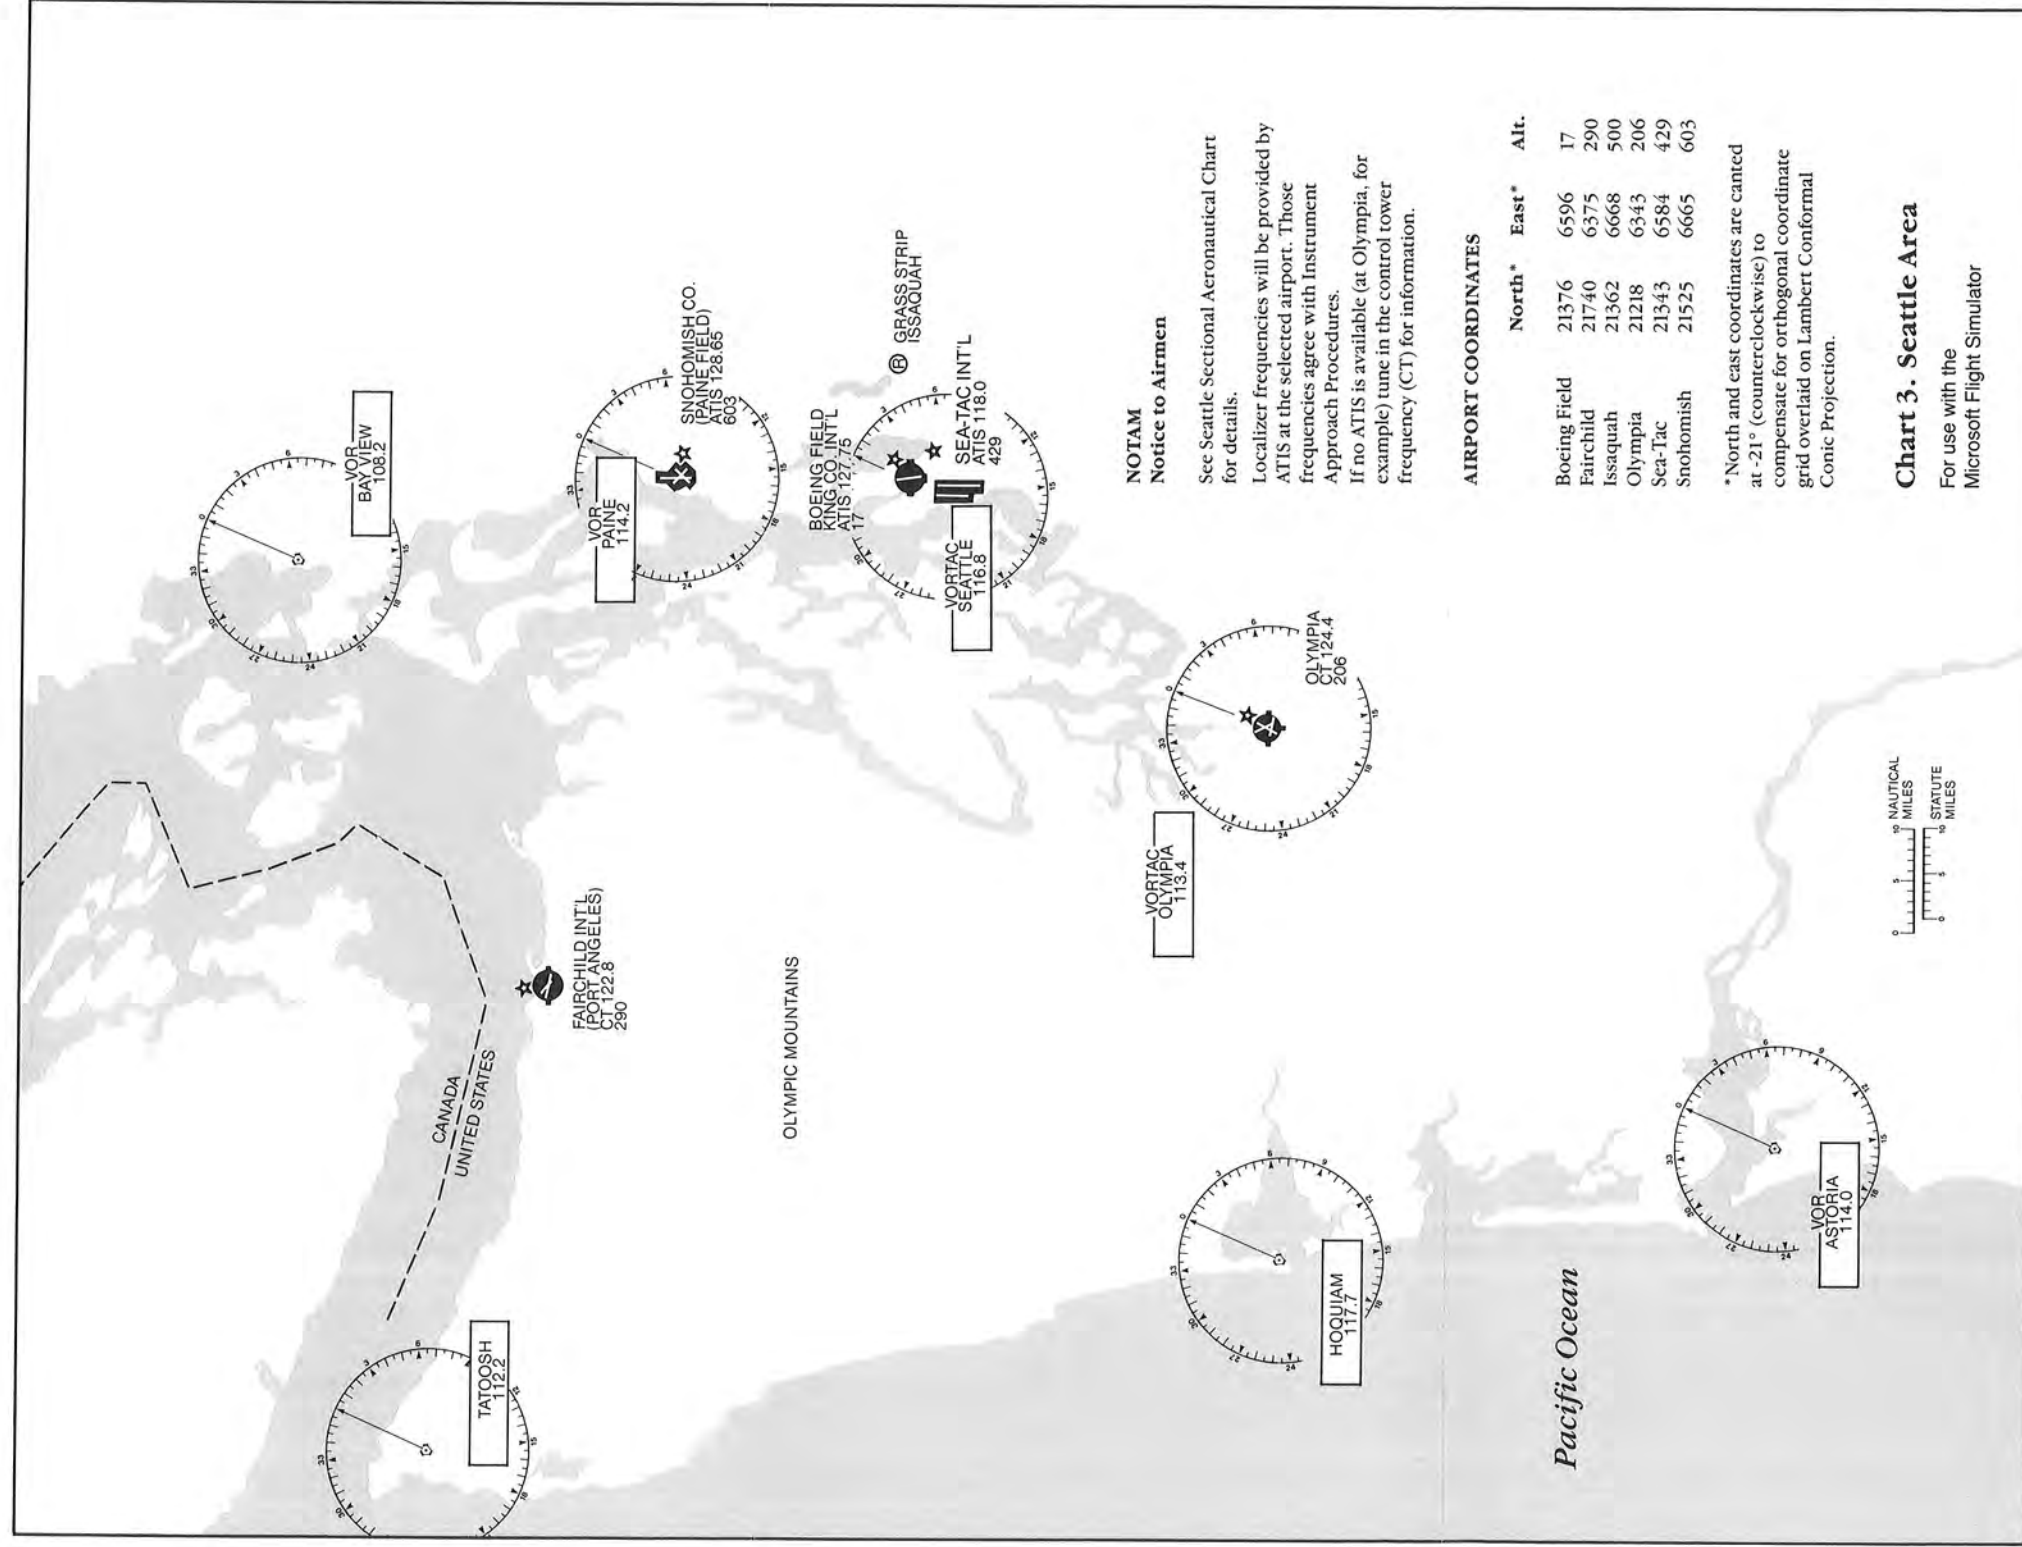 VOR
BAY VIEW
108.2
VOR
PAINE
114.2
SNOHOMISH CO.
(PAINE FIELD)
ATIS 128.65
603
BOEING FIELD
KING CO. INT'L
ATIS 127.75
17
Ⓡ GRASS STRIP
ISSAQUAH
SEA-TAC INT'L
ATIS 118.0
429
VORTAC
SEATTLE
116.8
FAIRCHILD INT'L
(PORT ANGELES)
CT 122.8
290
CANADA
UNITED STATES
TATOOSH
112.2
OLYMPIC MOUNTAINS
VORTAC
OLYMPIA
113.4
OLYMPIA
CT 124.4
206
HOQUIAM
117.7
VOR
ASTORIA
114.0
Pacific Ocean
NOTAM
Notice to Airmen
See Seattle Sectional Aeronautical Chart
for details.
Localizer frequencies will be provided by
ATIS at the selected airport. Those
frequencies agree with Instrument
Approach Procedures.
If no ATIS is available (at Olympia, for
example) tune in the control tower
frequency (CT) for information.
AIRPORT COORDINATES
North* East* Alt.
Boeing Field 21376 6596 17
Fairchild 21740 6375 290
Issaquah 21362 6668 500
Olympia 21218 6343 206
Sea-Tac 21343 6584 429
Snohomish 21525 6665 603
*North and east coordinates are canted
at -21° (counterclockwise) to
compensate for orthogonal coordinate
grid overlaid on Lambert Conformal
Conic Projection.
0 5 10 NAUTICAL
MILES
0 5 10 STATUTE
MILES
Chart 3. Seattle Area
For use with the
Microsoft Flight Simulator